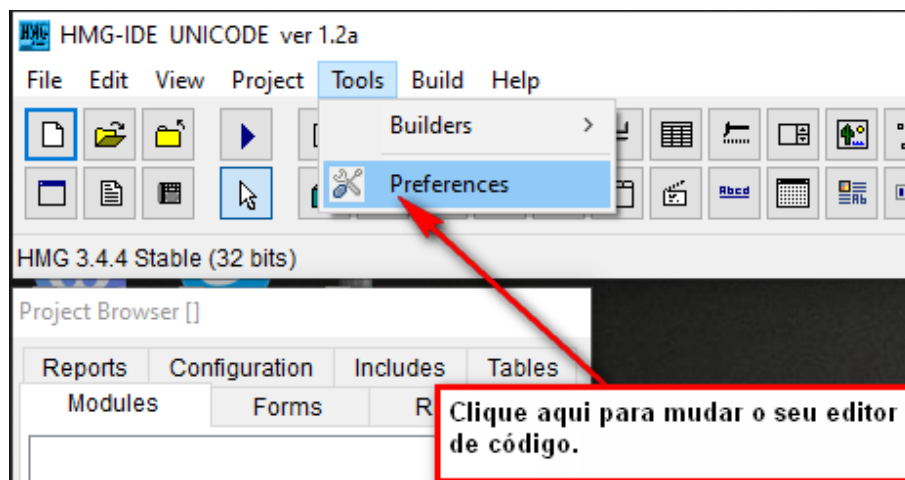 HMG-IDE UNICODE ver 1.2a
File Edit View Project Tools Build Help
Builders
Abcd
Preferences
HMG 3.4.4 Stable (32 bits)
Project Browser []
Reports Configuration Includes Tables
Modules Forms R
Clique aqui para mudar o seu editor
de código.